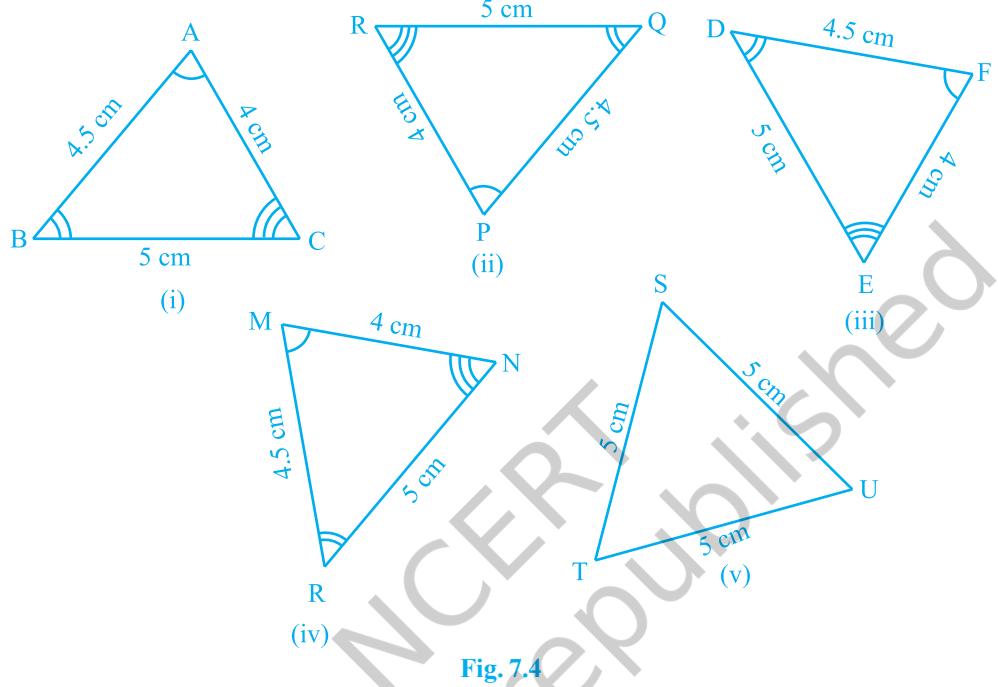 A
4.5 cm
4 cm
B
C
5 cm
(i)
R
5 cm
Q
4 cm
4.5 cm
P
(ii)
D
4.5 cm
F
5 cm
4 cm
E
(iii)
M
4 cm
N
4.5 cm
5 cm
R
(iv)
S
5 cm
5 cm
U
5 cm
T
(v)
NCERT
republished
Fig. 7.4